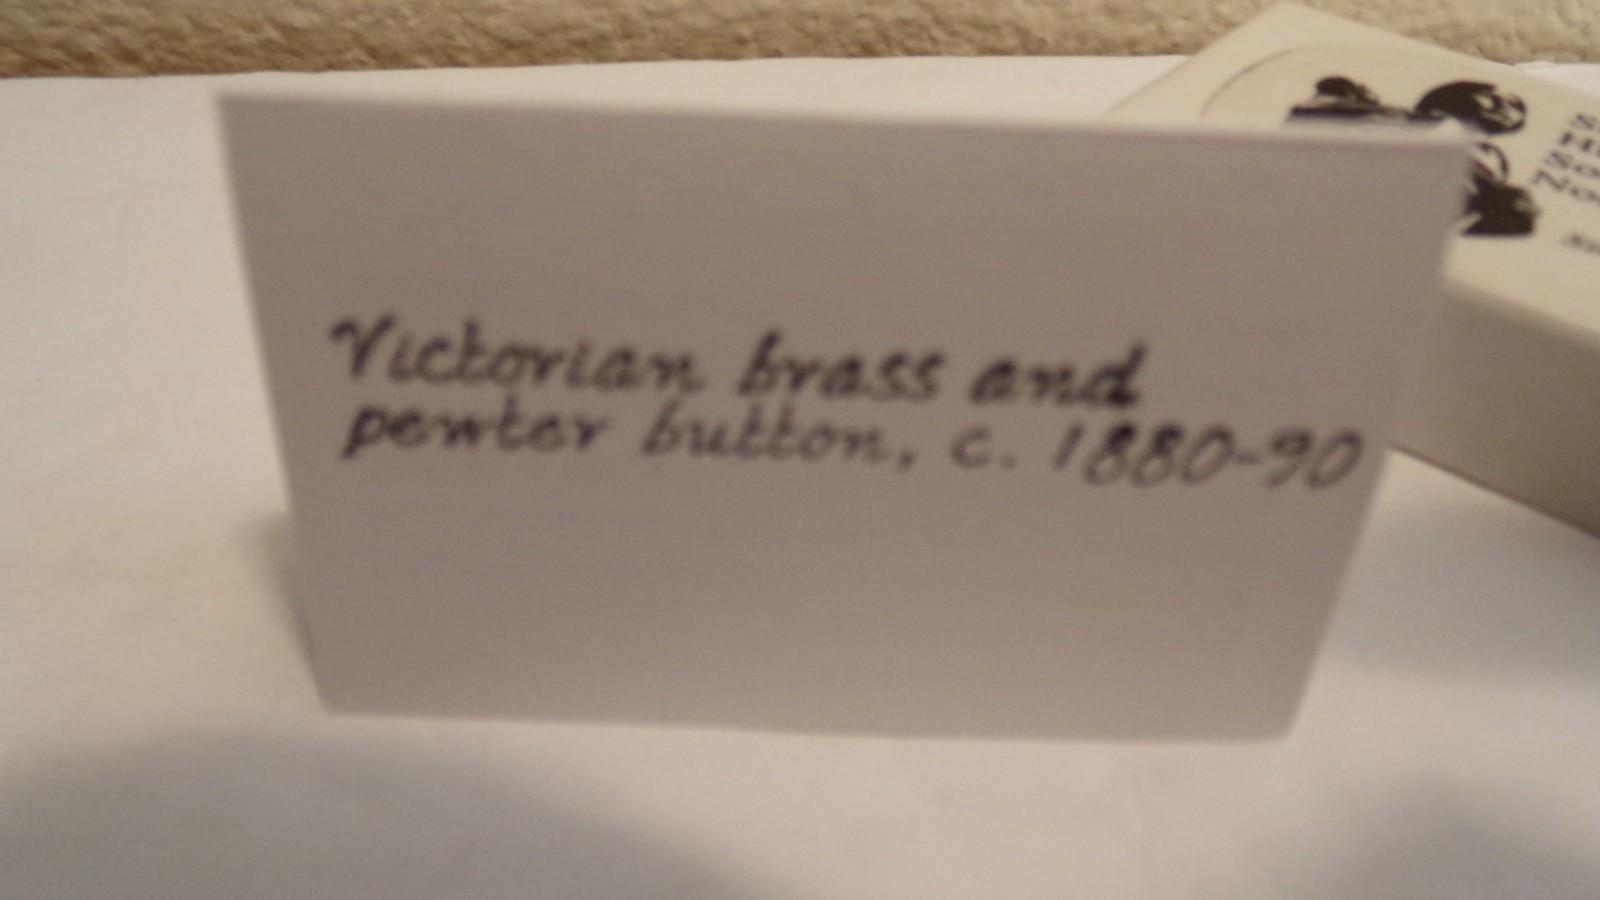 Victorian brass and
pewter button, c. 1880-90